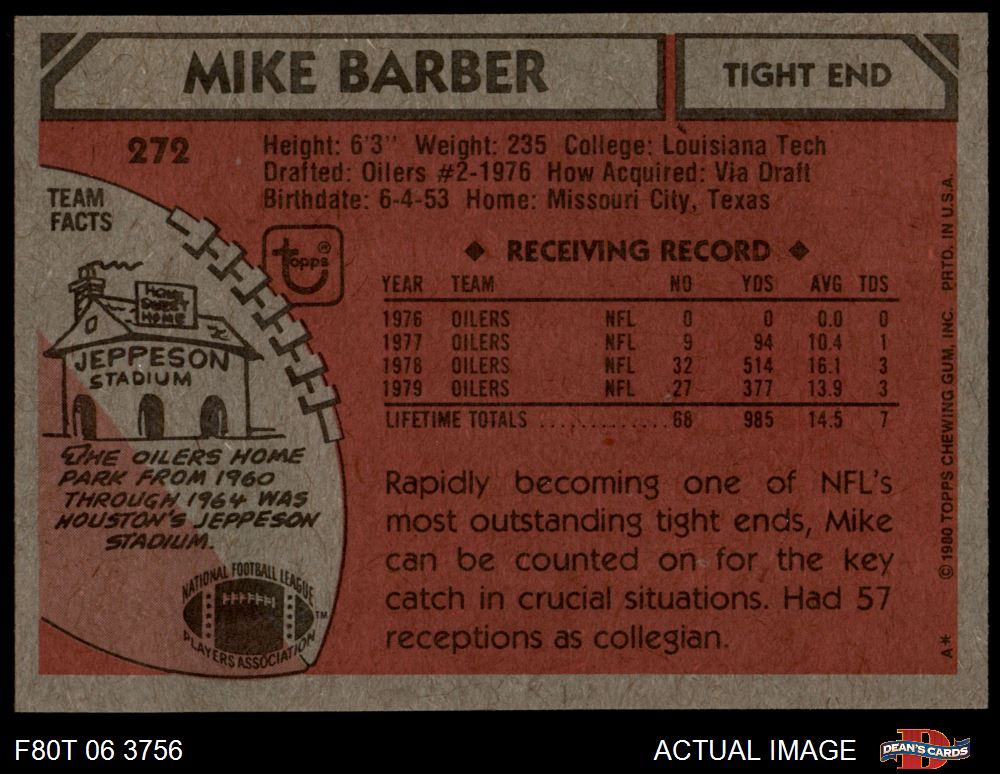 MIKE BARBER
TIGHT END
272
Height: 6'3" Weight: 235 College: Louisiana Tech
Drafted: Oilers #2-1976 How Acquired: Via Draft
Birthdate: 6-4-53 Home: Missouri City, Texas
TEAM
FACTS
topps®
HOME
SWEET
HOME
JEPPESON
STADIUM
THE OILERS HOME
PARK FROM 1960
THROUGH 1964 WAS
HOUSTON'S JEPPESON
STADIUM.
NATIONAL FOOTBALL LEAGUE
PLAYERS ASSOCIATION
TM
◆ RECEIVING RECORD ◆
YEAR TEAM NO YDS AVG TDS
1976 OILERS NFL 0 0 0.0 0
1977 OILERS NFL 9 94 10.4 1
1978 OILERS NFL 32 514 16.1 3
1979 OILERS NFL 27 377 13.9 3
LIFETIME TOTALS ............ 68 985 14.5 7
Rapidly becoming one of NFL's
most outstanding tight ends, Mike
can be counted on for the key
catch in crucial situations. Had 57
receptions as collegian.
A* © 1980 TOPPS CHEWING GUM, INC. PRTD. IN U.S.A.
F80T 06 3756
ACTUAL IMAGE
DEAN'S CARDS